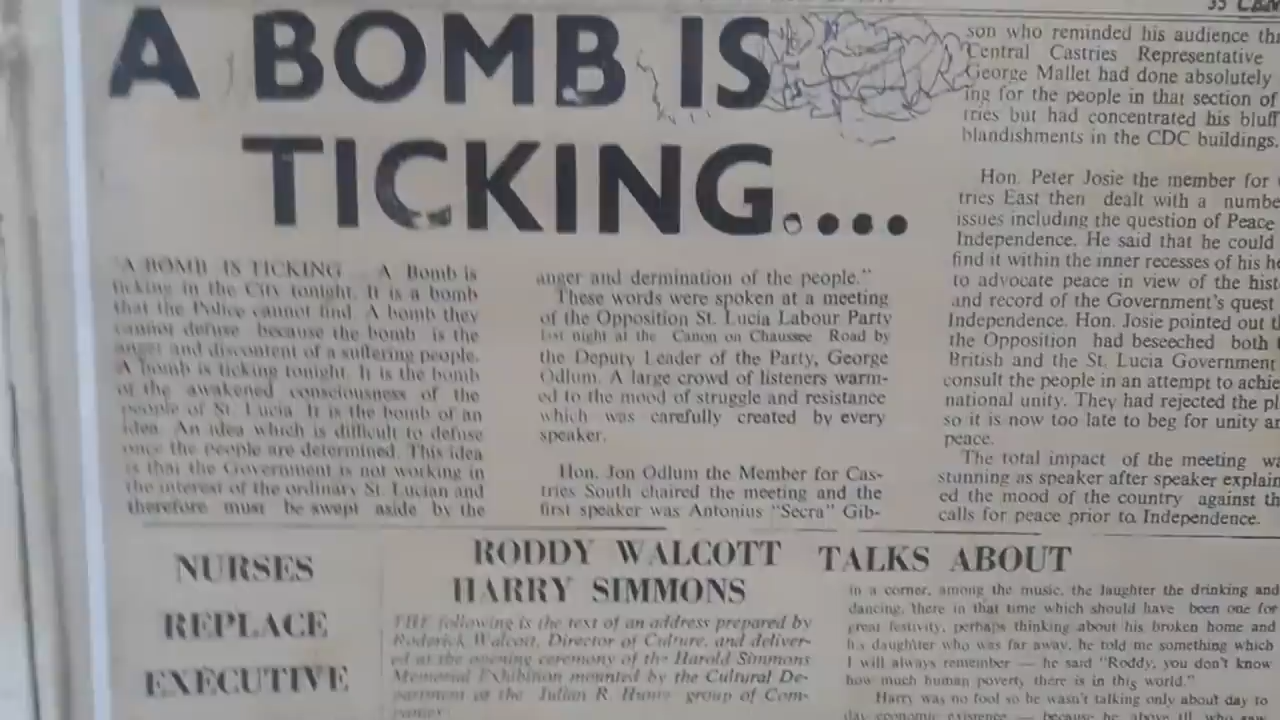 A BOMB IS
TICKING....
"A BOMB IS TICKING A Bomb is
ticking in the City tonight. It is a bomb
that the Police cannot find A bomb they
cannot defuse because the bomb is the
anger and discontent of a suffering people.
A bomb is ticking tonight. It is the bomb
of the awakened consciousness of the
people of St. Lucia. It is the bomb of an
idea. An idea which is difficult to defuse
once the people are determined. This idea
is that the Government is not working in
the interest of the ordinary St. Lucian and
therefore must be swept aside by the
anger and dermination of the people."
These words were spoken at a meeting
of the Opposition St. Lucia Labour Party
last night at the Canon on Chaussee Road by
the Deputy Leader of the Party, George
Odlum. A large crowd of listeners warm-
ed to the mood of struggle and resistance
which was carefully created by every
speaker.
Hon. Jon Odlum the Member for Cas-
tries South chaired the meeting and the
first speaker was Antonius "Secra" Gib-
son who reminded his audience tha
Central Castries Representative
George Mallet had done absolutely
ing for the people in that section of
tries but had concentrated his bluff
blandishments in the CDC buildings.
Hon. Peter Josie the member for
tries East then dealt with a numbe
issues including the question of Peace
Independence. He said that he could
find it within the inner recesses of his he
to advocate peace in view of the hist
and record of the Government's quest
Independence. Hon. Josie pointed out t
the Opposition had beseeched both
British and the St. Lucia Government
consult the people in an attempt to achie
national unity. They had rejected the pl
so it is now too late to beg for unity an
peace.
The total impact of the meeting wa
stunning as speaker after speaker explain
ed the mood of the country against th
calls for peace prior to Independence.
NURSES
REPLACE
EXECUTIVE
RODDY WALCOTT TALKS ABOUT
HARRY SIMMONS
THE following is the text of an address prepared by
Roderick Walcott, Director of Culture, and deliver-
ed at the opening ceremony of the Harold Simmons
Memorial Exhibition mounted by the Cultural De-
partment of the Julian R. Hunte group of Com-
panies.
in a corner, among the music, the laughter the drinking and
dancing, there in that time which should have been one for
great festivity, perhaps thinking about his broken home and
his daughter who was far away, he told me something which
I will always remember — he said "Roddy, you don't know
how much human poverty there is in this world."
Harry was no fool so he wasn't talking only about day to
day economic existence — because he above all who saw